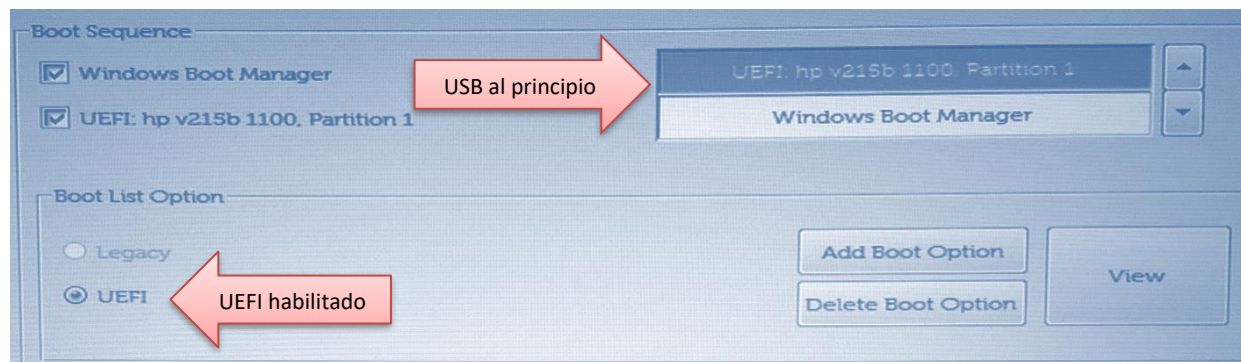 Boot Sequence
Windows Boot Manager
UEFI: hp v215b 1100, Partition 1
USB al principio
UEFI: hp v215b 1100, Partition 1
Windows Boot Manager
Boot List Option
Legacy
UEFI
UEFI habilitado
Add Boot Option
Delete Boot Option
View